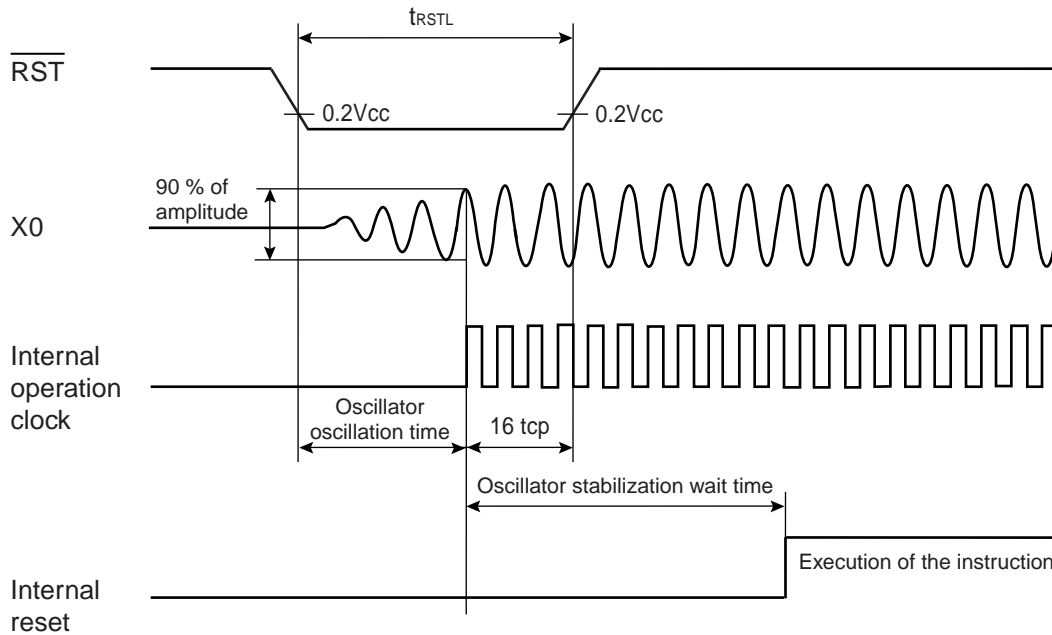 tRSTL
RST
0.2Vcc
0.2Vcc
90 % of
amplitude
X0
Internal
operation
clock
Oscillator
oscillation time
16 tcp
Oscillator stabilization wait time
Execution of the instruction
Internal
reset